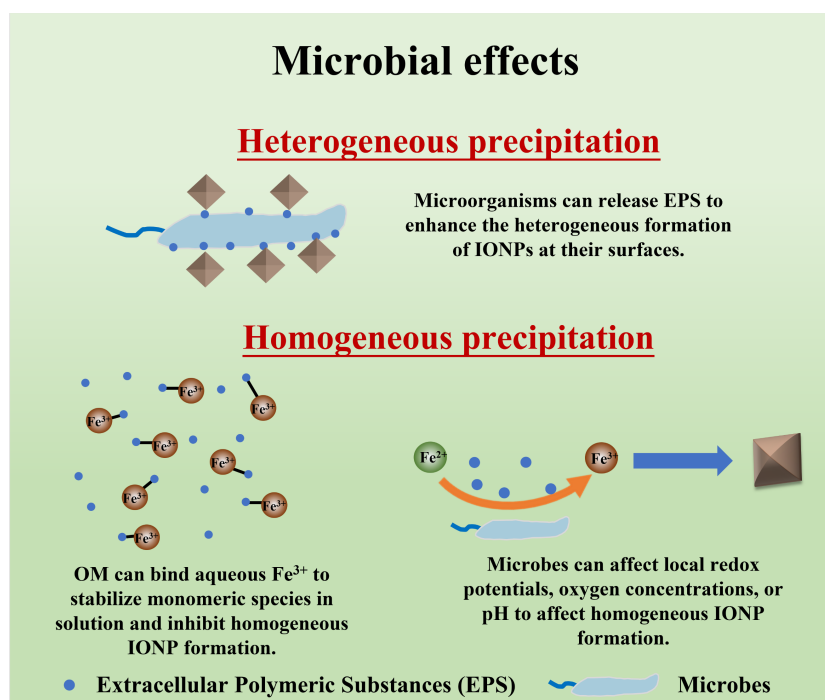 Microbial effects
Heterogeneous precipitation
Microorganisms can release EPS to
enhance the heterogeneous formation
of IONPs at their surfaces.
Homogeneous precipitation
Fe³⁺
Fe³⁺
Fe³⁺
Fe³⁺
Fe³⁺
Fe³⁺
Fe³⁺
Fe³⁺
OM can bind aqueous Fe³⁺ to
stabilize monomeric species in
solution and inhibit homogeneous
IONP formation.
Fe²⁺
Fe³⁺
Microbes can affect local redox
potentials, oxygen concentrations, or
pH to affect homogeneous IONP
formation.
Extracellular Polymeric Substances (EPS)
Microbes